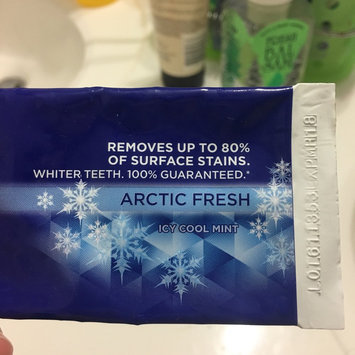 REMOVES UP TO 80%
OF SURFACE STAINS.
WHITER TEETH. 100% GUARANTEED.*
ARCTIC FRESH
ICY COOL MINT